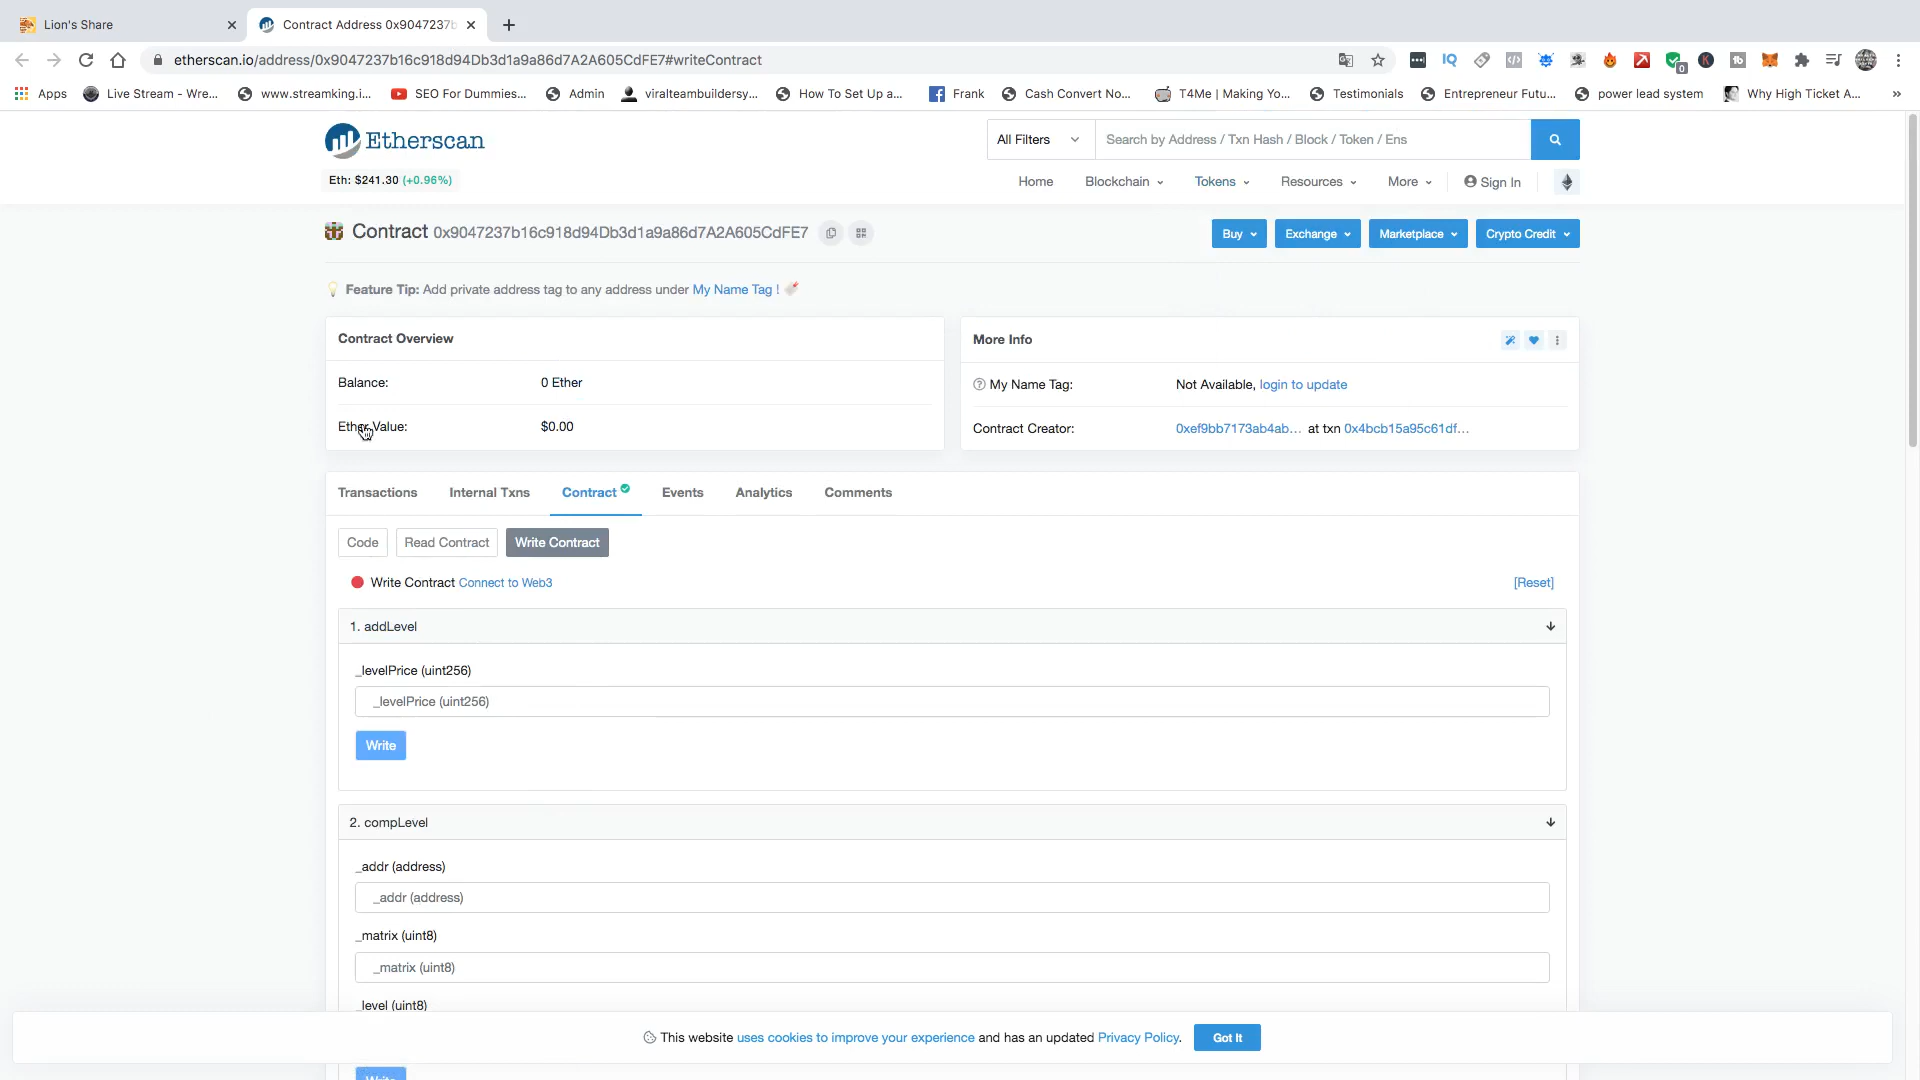 Lion's Share
Contract Address 0x9047237b
etherscan.io/address/0x9047237b16c918d94Db3d1a9a86d7A2A605CdFE7#writeContract
Apps
Live Stream - Wre...
www.streamking.i...
SEO For Dummies...
Admin
viralteambuildersy...
How To Set Up a...
Frank
Cash Convert No...
T4Me | Making Yo...
Testimonials
Entrepreneur Futu...
power lead system
Why High Ticket A...
»
Etherscan
All Filters
Search by Address / Txn Hash / Block / Token / Ens
Eth: $241.30 (+0.96%)
Home
Blockchain
Tokens
Resources
More
Sign In
Contract 0x9047237b16c918d94Db3d1a9a86d7A2A605CdFE7
Buy
Exchange
Marketplace
Crypto Credit
Feature Tip: Add private address tag to any address under My Name Tag !
Contract Overview
Balance: 0 Ether
Ether Value: $0.00
More Info
My Name Tag: Not Available, login to update
Contract Creator: 0xef9bb7173ab4ab... at txn 0x4bcb15a95c61df...
Transactions
Internal Txns
Contract
Events
Analytics
Comments
Code
Read Contract
Write Contract
Write Contract Connect to Web3
[Reset]
1. addLevel
_levelPrice (uint256)
_levelPrice (uint256)
Write
2. compLevel
_addr (address)
_addr (address)
_matrix (uint8)
_matrix (uint8)
_level (uint8)
This website uses cookies to improve your experience and has an updated Privacy Policy.
Got It
Write